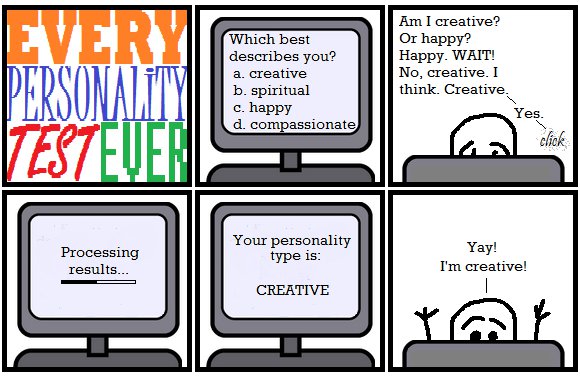 EVERY
PERSONALiTY
TEST EVER
Which best
describes you?
a. creative
b. spiritual
c. happy
d. compassionate
Am I creative?
Or happy?
Happy. WAIT!
No, creative. I
think. Creative.
Yes.
click
Processing
results...
Your personality
type is:
CREATIVE
Yay!
I'm creative!